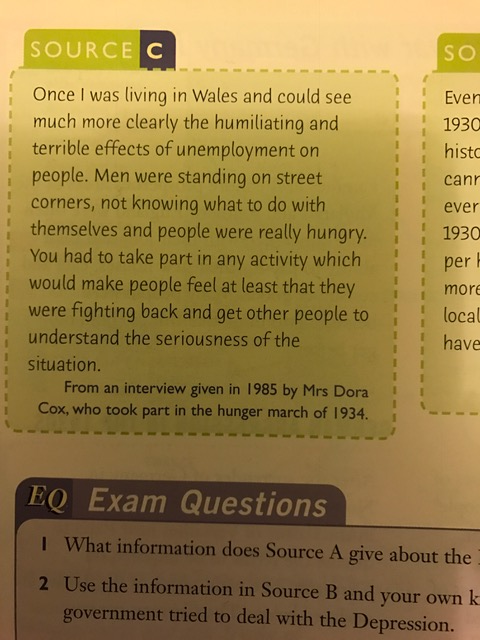 SOURCE C
Once I was living in Wales and could see
much more clearly the humiliating and
terrible effects of unemployment on
people. Men were standing on street
corners, not knowing what to do with
themselves and people were really hungry.
You had to take part in any activity which
would make people feel at least that they
were fighting back and get other people to
understand the seriousness of the
situation.
From an interview given in 1985 by Mrs Dora
Cox, who took part in the hunger march of 1934.
SO
Even
1930
histo
cann
ever
1930
per
more
local
have
EQ Exam Questions
1 What information does Source A give about the
2 Use the information in Source B and your own
government tried to deal with the Depression.